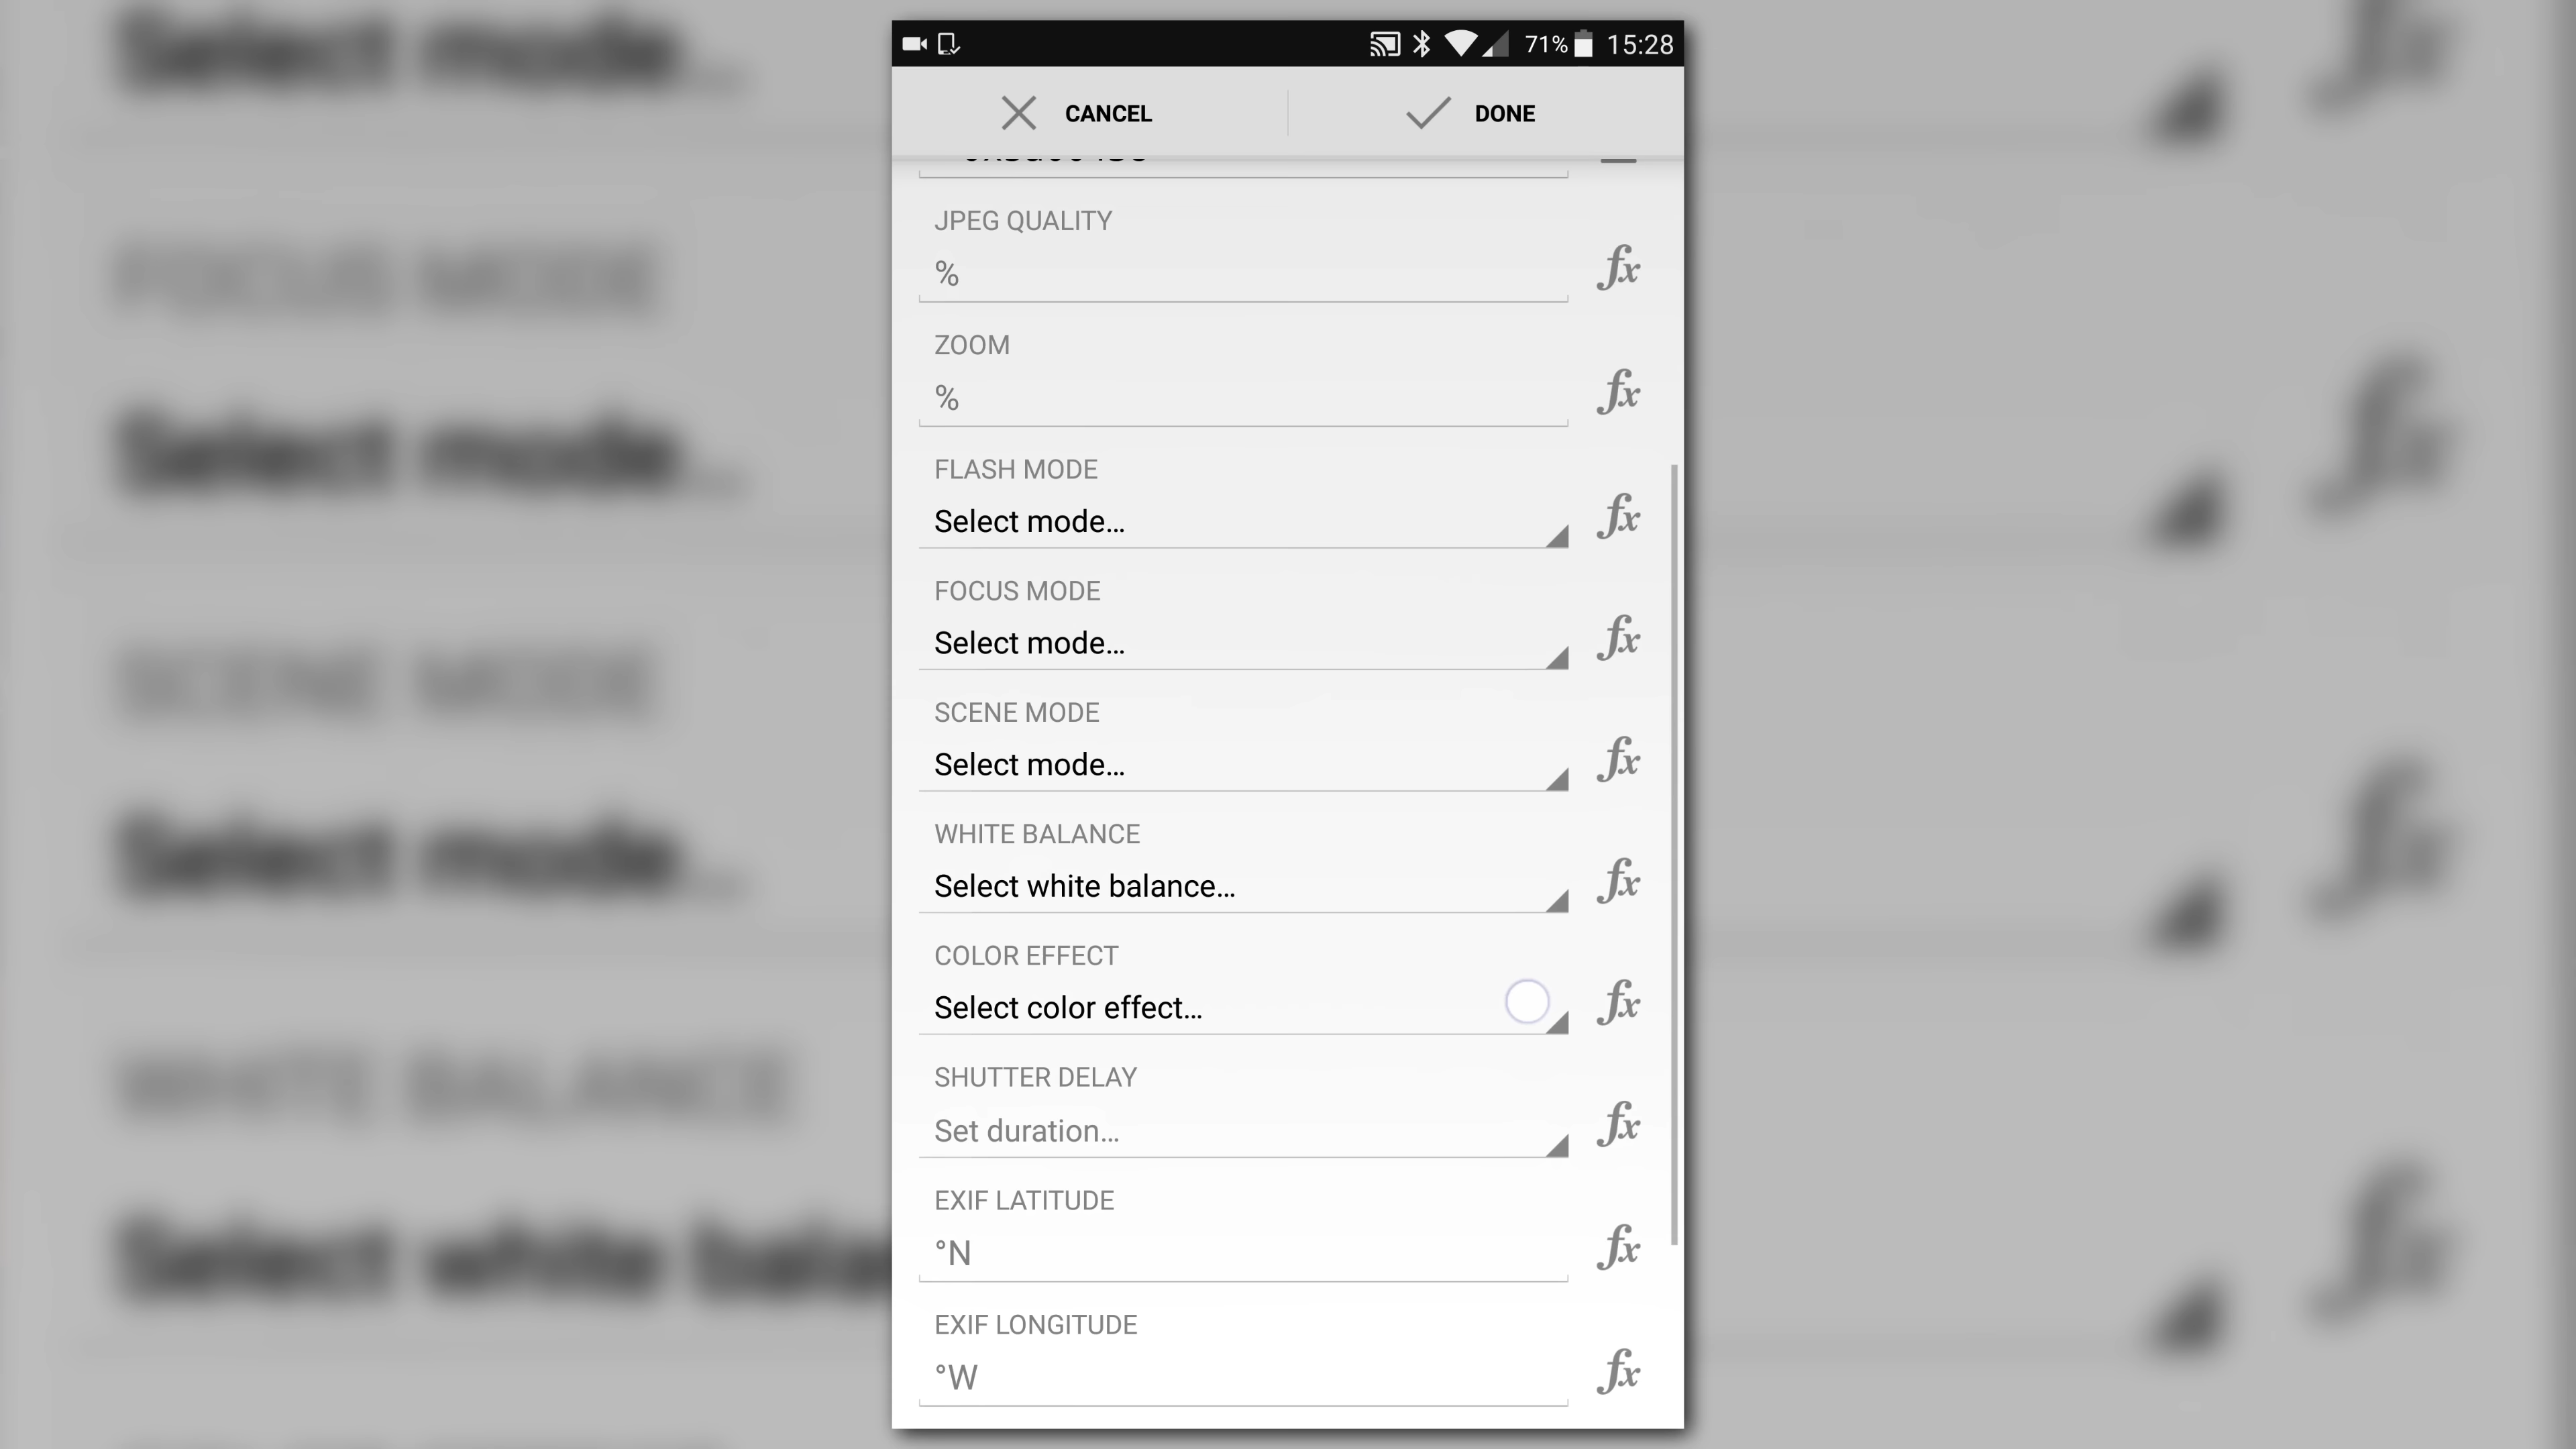 71% 15:28
CANCEL DONE
JPEG QUALITY
%
fx
ZOOM
%
fx
FLASH MODE
Select mode...
fx
FOCUS MODE
Select mode...
fx
SCENE MODE
Select mode...
fx
WHITE BALANCE
Select white balance...
fx
COLOR EFFECT
Select color effect...
fx
SHUTTER DELAY
Set duration...
fx
EXIF LATITUDE
°N
fx
EXIF LONGITUDE
°W
fx